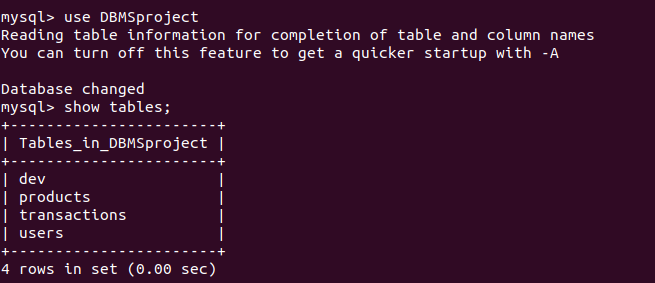 mysql> use DBMSproject
Reading table information for completion of table and column names
You can turn off this feature to get a quicker startup with -A

Database changed
mysql> show tables;
+-----------------------+
| Tables_in_DBMSproject |
+-----------------------+
| dev                   |
| products              |
| transactions          |
| users                 |
+-----------------------+
4 rows in set (0.00 sec)